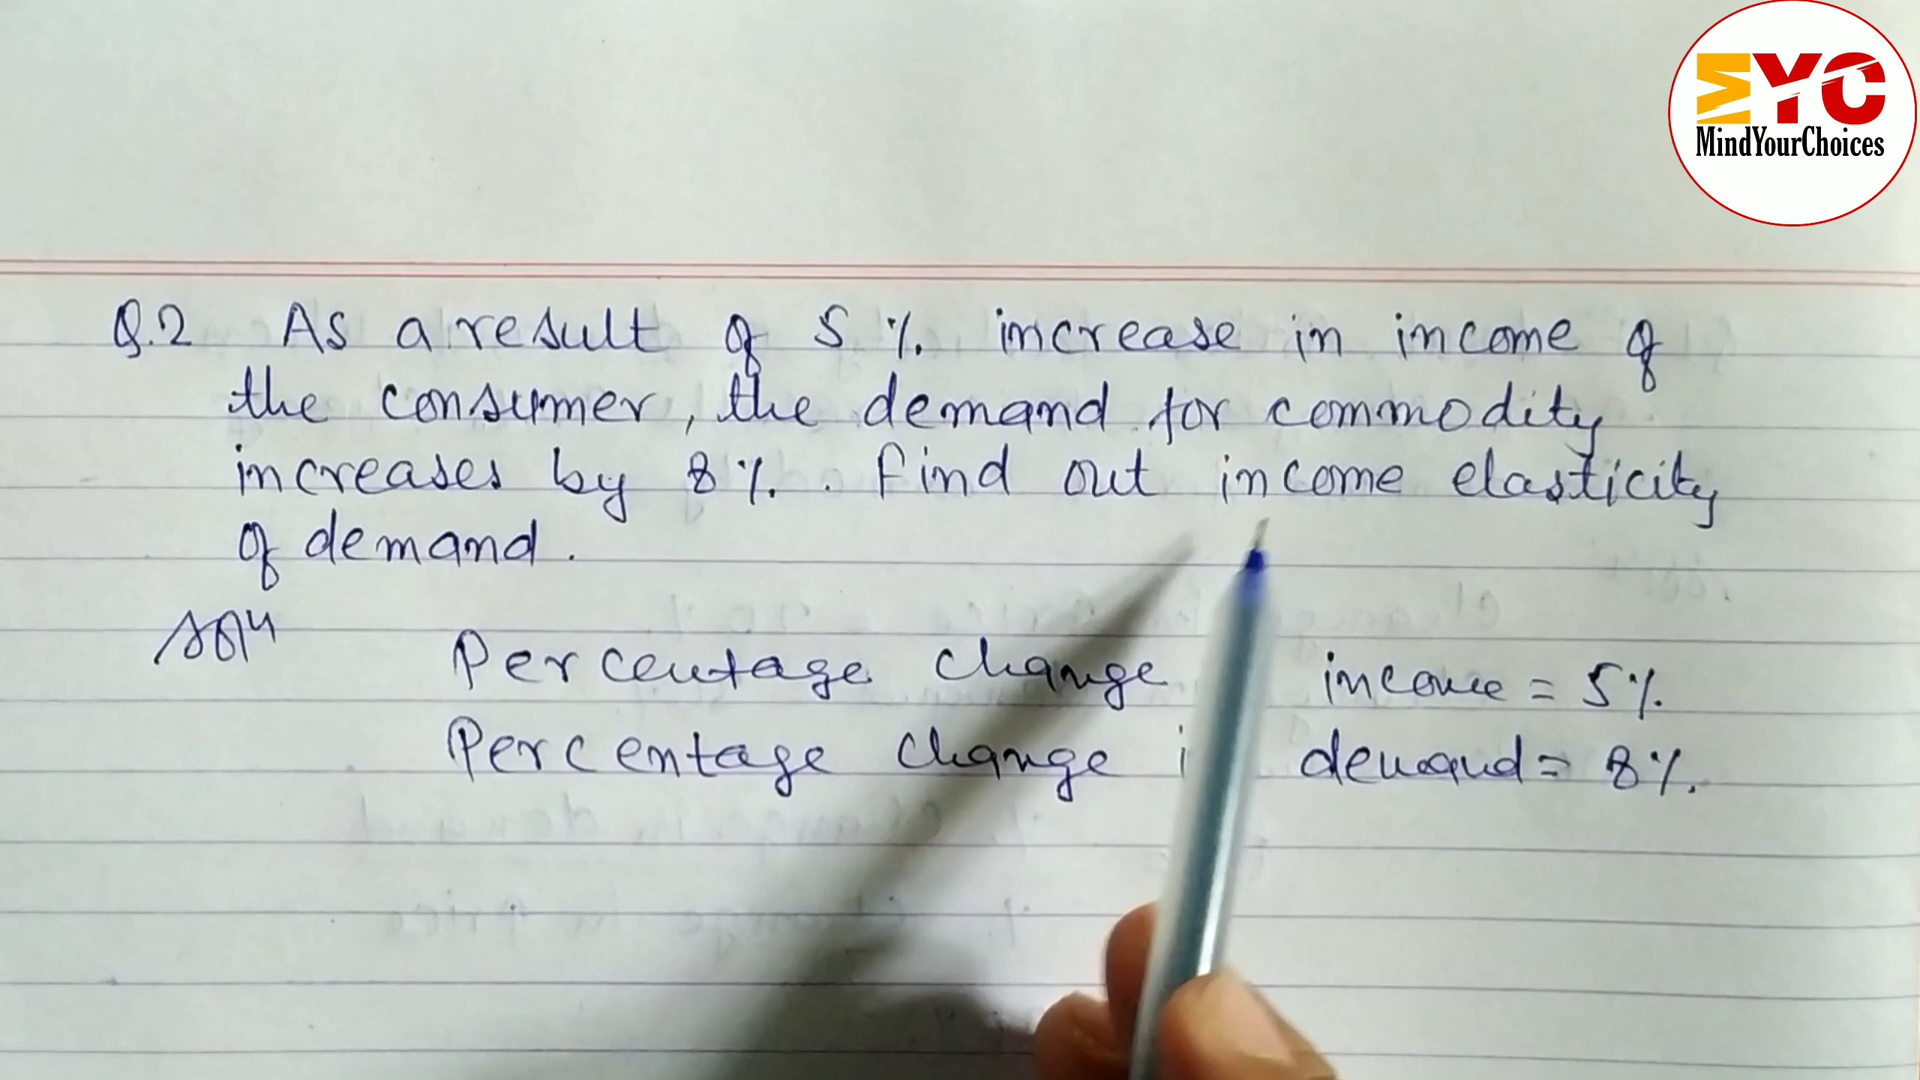 MYC
MindYourChoices
Q.2 As a result of 5 %. increase in income of
the consumer, the demand for commodity
increases by 8 %. . Find out income elasticity
of demand.
Soln
Percentage change income = 5%.
Percentage change i demand = 8%.